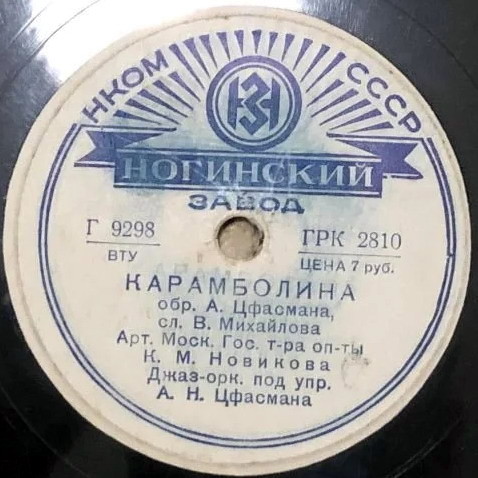 НКОМ СССР
НЗ
НОГИНСКИЙ
ЗАВОД
Г 9298
ВТУ
ГРК 2810
ЦЕНА 7 руб.
КАРАМБОЛИНА
обр. А. Цфасмана,
сл. В. Михайлова
Арт. Моск. Гос. т-ра оп-ты
К. М. Новикова
Джаз-орк. под упр.
А. Н. Цфасмана